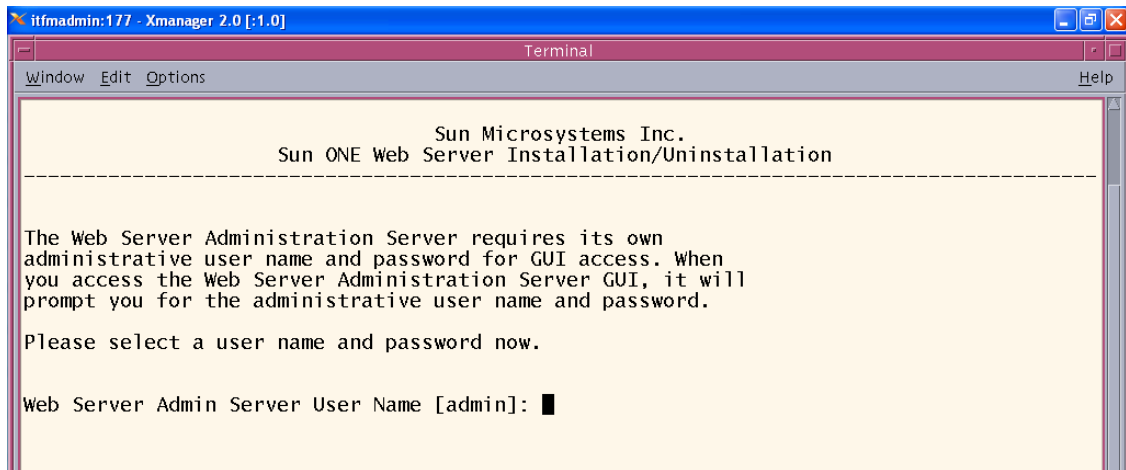 itfmadmin:177 - Xmanager 2.0 [:1.0]
Terminal
Window Edit Options Help
Sun Microsystems Inc.
Sun ONE Web Server Installation/Uninstallation
--------------------------------------------------------------------------------
The Web Server Administration Server requires its own
administrative user name and password for GUI access. When
you access the Web Server Administration Server GUI, it will
prompt you for the administrative user name and password.
Please select a user name and password now.
Web Server Admin Server User Name [admin]: